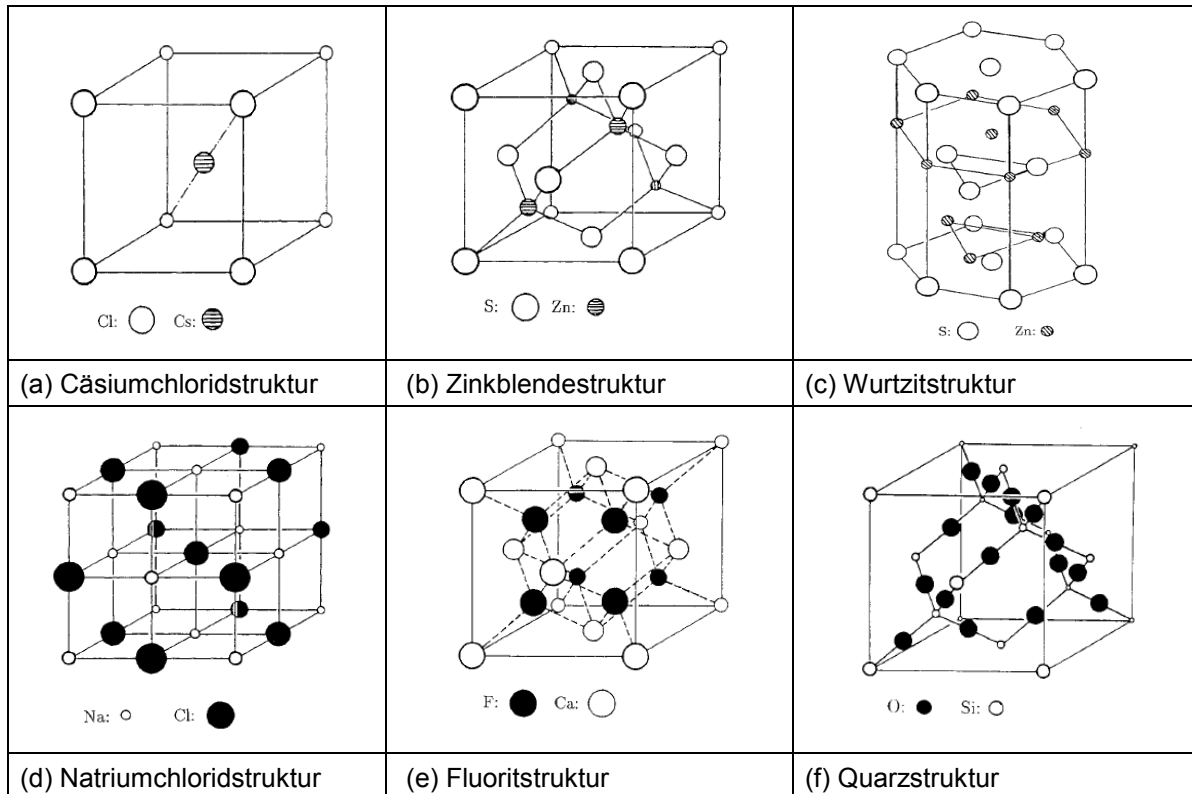 Cl: Cs:
S: Zn:
S: Zn:
(a) Cäsiumchloridstruktur
(b) Zinkblendestruktur
(c) Wurtzitstruktur
Na: Cl:
F: Ca:
O: Si:
(d) Natriumchloridstruktur
(e) Fluoritstruktur
(f) Quarzstruktur